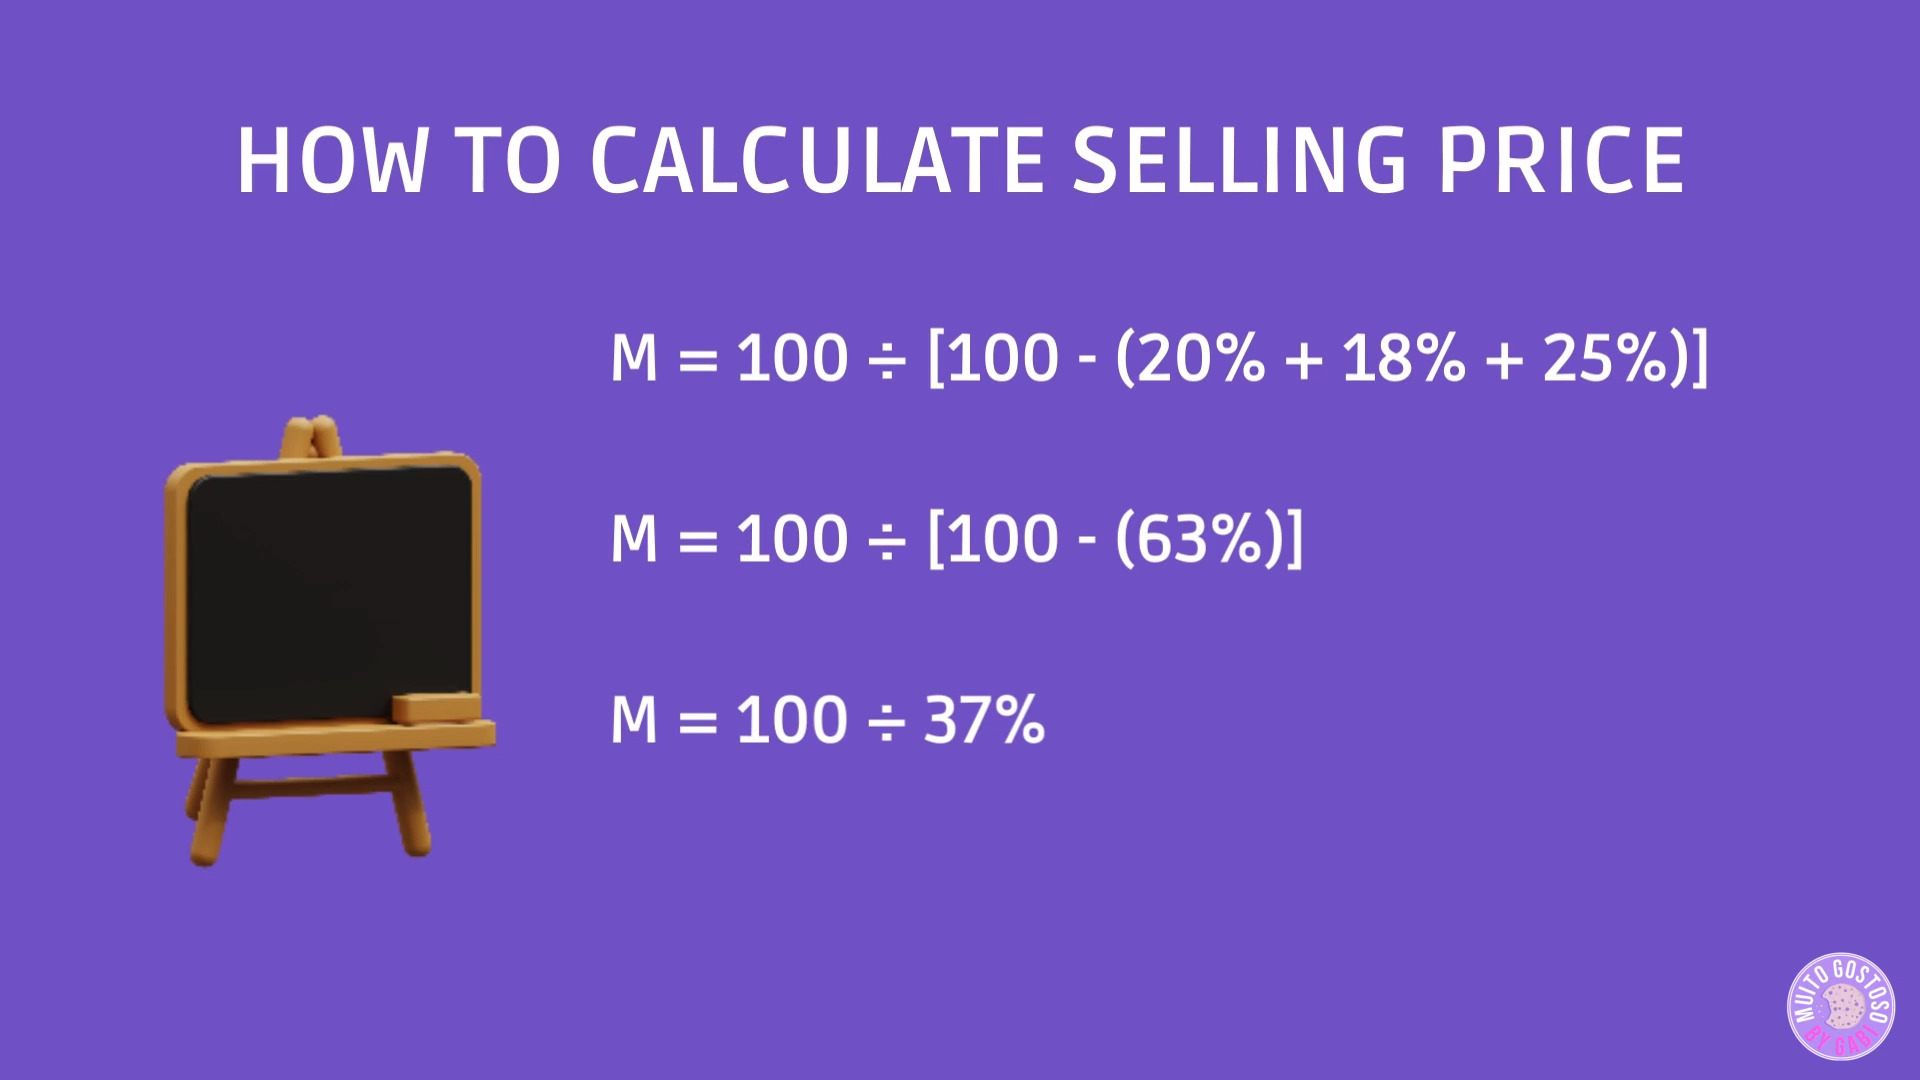 HOW TO CALCULATE SELLING PRICE
M = 100 ÷ [100 - (20% + 18% + 25%)]
M = 100 ÷ [100 - (63%)]
M = 100 ÷ 37%
MUITO GOSTOSO
BY GABI